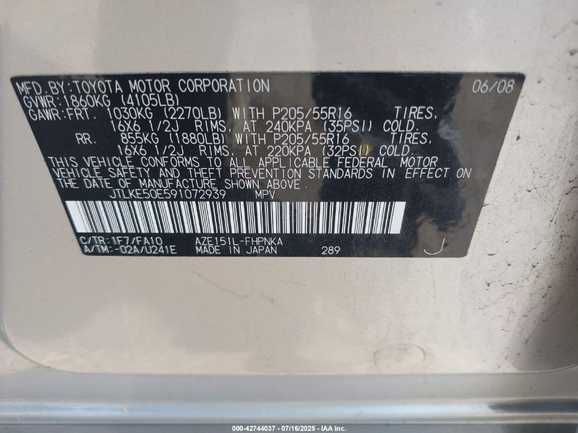 MFD.BY:TOYOTA MOTOR CORPORATION 06/08
GVWR:1860KG (4105LB)
GAWR:FRT. 1030KG (2270LB) WITH P205/55R16 TIRES,
16X6 1/2J RIMS, AT 240KPA (35PSI) COLD.
RR. 855KG (1880LB) WITH P205/55R16 TIRES,
16X6 1/2J RIMS, AT 220KPA (32PSI) COLD.
THIS VEHICLE CONFORMS TO ALL APPLICABLE FEDERAL MOTOR
VEHICLE SAFETY AND THEFT PREVENTION STANDARDS IN EFFECT ON
THE DATE OF MANUFACTURE SHOWN ABOVE.
JTLKE50E591072939 MPV
C/TR:1F7/FA10 AZE151L-FHPNKA
A/TM:-02A/U241E MADE IN JAPAN 289
J
000-42744037 - 07/16/2025 - IAA Inc.